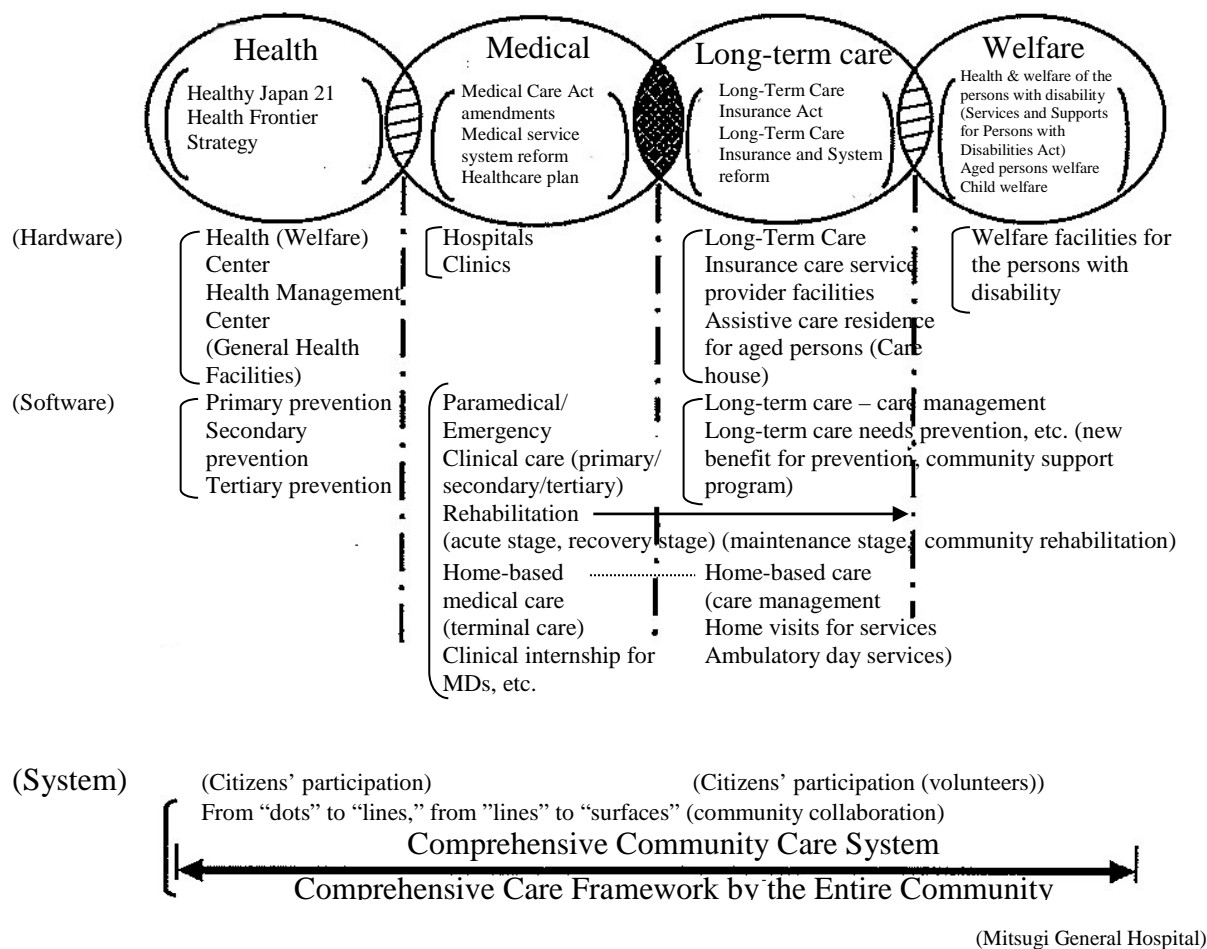 Health
Healthy Japan 21
Health Frontier
Strategy
Medical
Medical Care Act
amendments
Medical service
system reform
Healthcare plan
Long-term care
Long-Term Care
Insurance Act
Long-Term Care
Insurance and System
reform
Welfare
Health & welfare of the
persons with disability
(Services and Supports
for Persons with
Disabilities Act)
Aged persons welfare
Child welfare
(Hardware)
Health (Welfare)
Center
Health Management
Center
(General Health
Facilities)
Hospitals
Clinics
Long-Term Care
Insurance care service
provider facilities
Assistive care residence
for aged persons (Care
house)
Welfare facilities for
the persons with
disability
(Software)
Primary prevention
Secondary
prevention
Tertiary prevention
Paramedical/
Emergency
Clinical care (primary/
secondary/tertiary)
Rehabilitation
(acute stage, recovery stage) (maintenance stage, community rehabilitation)
Home-based
medical care
(terminal care)
Clinical internship for
MDs, etc.
Long-term care – care management
Long-term care needs prevention, etc. (new
benefit for prevention, community support
program)
Home-based care
(care management
Home visits for services
Ambulatory day services)
(System)
(Citizens’ participation)
(Citizens’ participation (volunteers))
From “dots” to “lines,” from ”lines” to “surfaces” (community collaboration)
Comprehensive Community Care System
Comprehensive Care Framework by the Entire Community
(Mitsugi General Hospital)